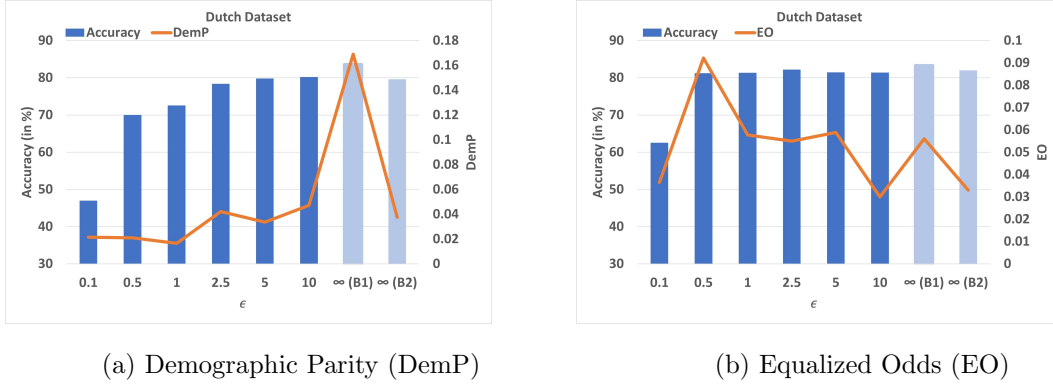 Dutch Dataset
Accuracy DemP
90
80
70
60
50
40
30
Accuracy (in %)
0.18
0.16
0.14
0.12
0.1
0.08
0.06
0.04
0.02
0
DemP
0.1 0.5 1 2.5 5 10 ∞ (B1) ∞ (B2)
ϵ
(a) Demographic Parity (DemP)
Dutch Dataset
Accuracy EO
90
80
70
60
50
40
30
Accuracy (in %)
0.1
0.09
0.08
0.07
0.06
0.05
0.04
0.03
0.02
0.01
0
EO
0.1 0.5 1 2.5 5 10 ∞ (B1) ∞ (B2)
ϵ
(b) Equalized Odds (EO)